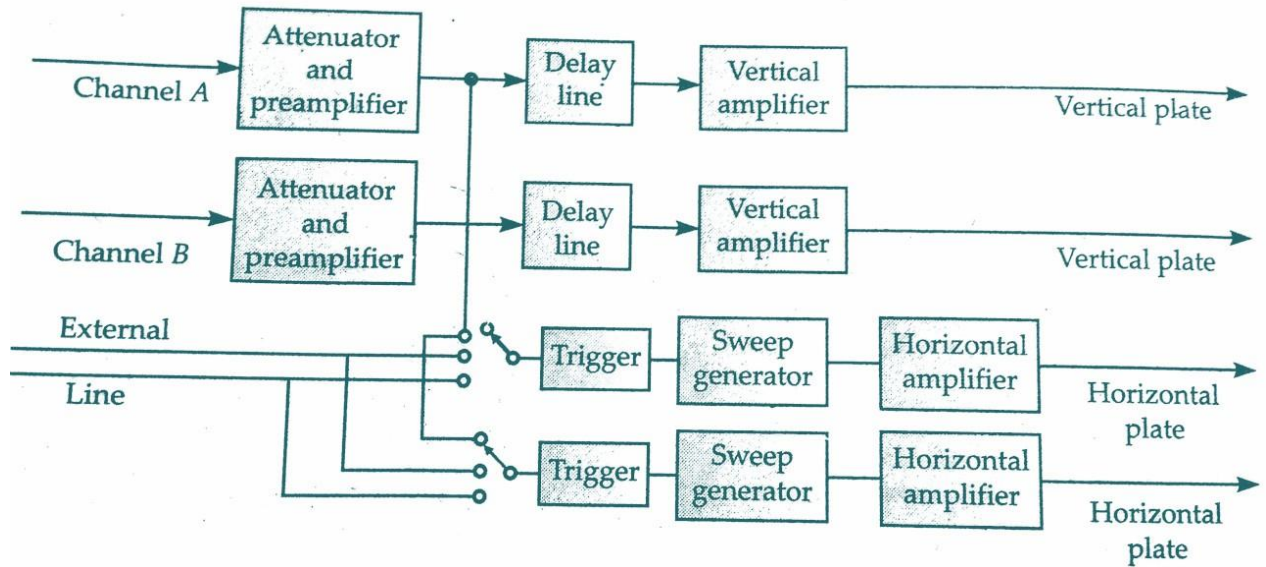 Attenuator
and
preamplifier
Channel A
Delay
line
Vertical
amplifier
Vertical plate
Attenuator
and
preamplifier
Channel B
Delay
line
Vertical
amplifier
Vertical plate
External
Line
Trigger
Sweep
generator
Horizontal
amplifier
Horizontal
plate
Trigger
Sweep
generator
Horizontal
amplifier
Horizontal
plate